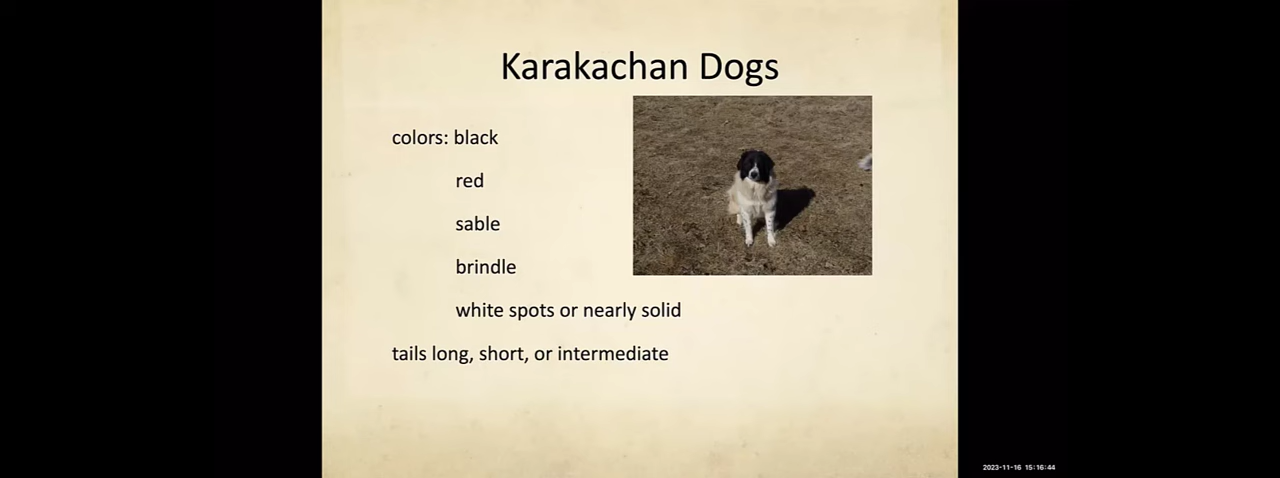 Karakachan Dogs
colors: black
red
sable
brindle
white spots or nearly solid
tails long, short, or intermediate
2023-11-16 15:16:44